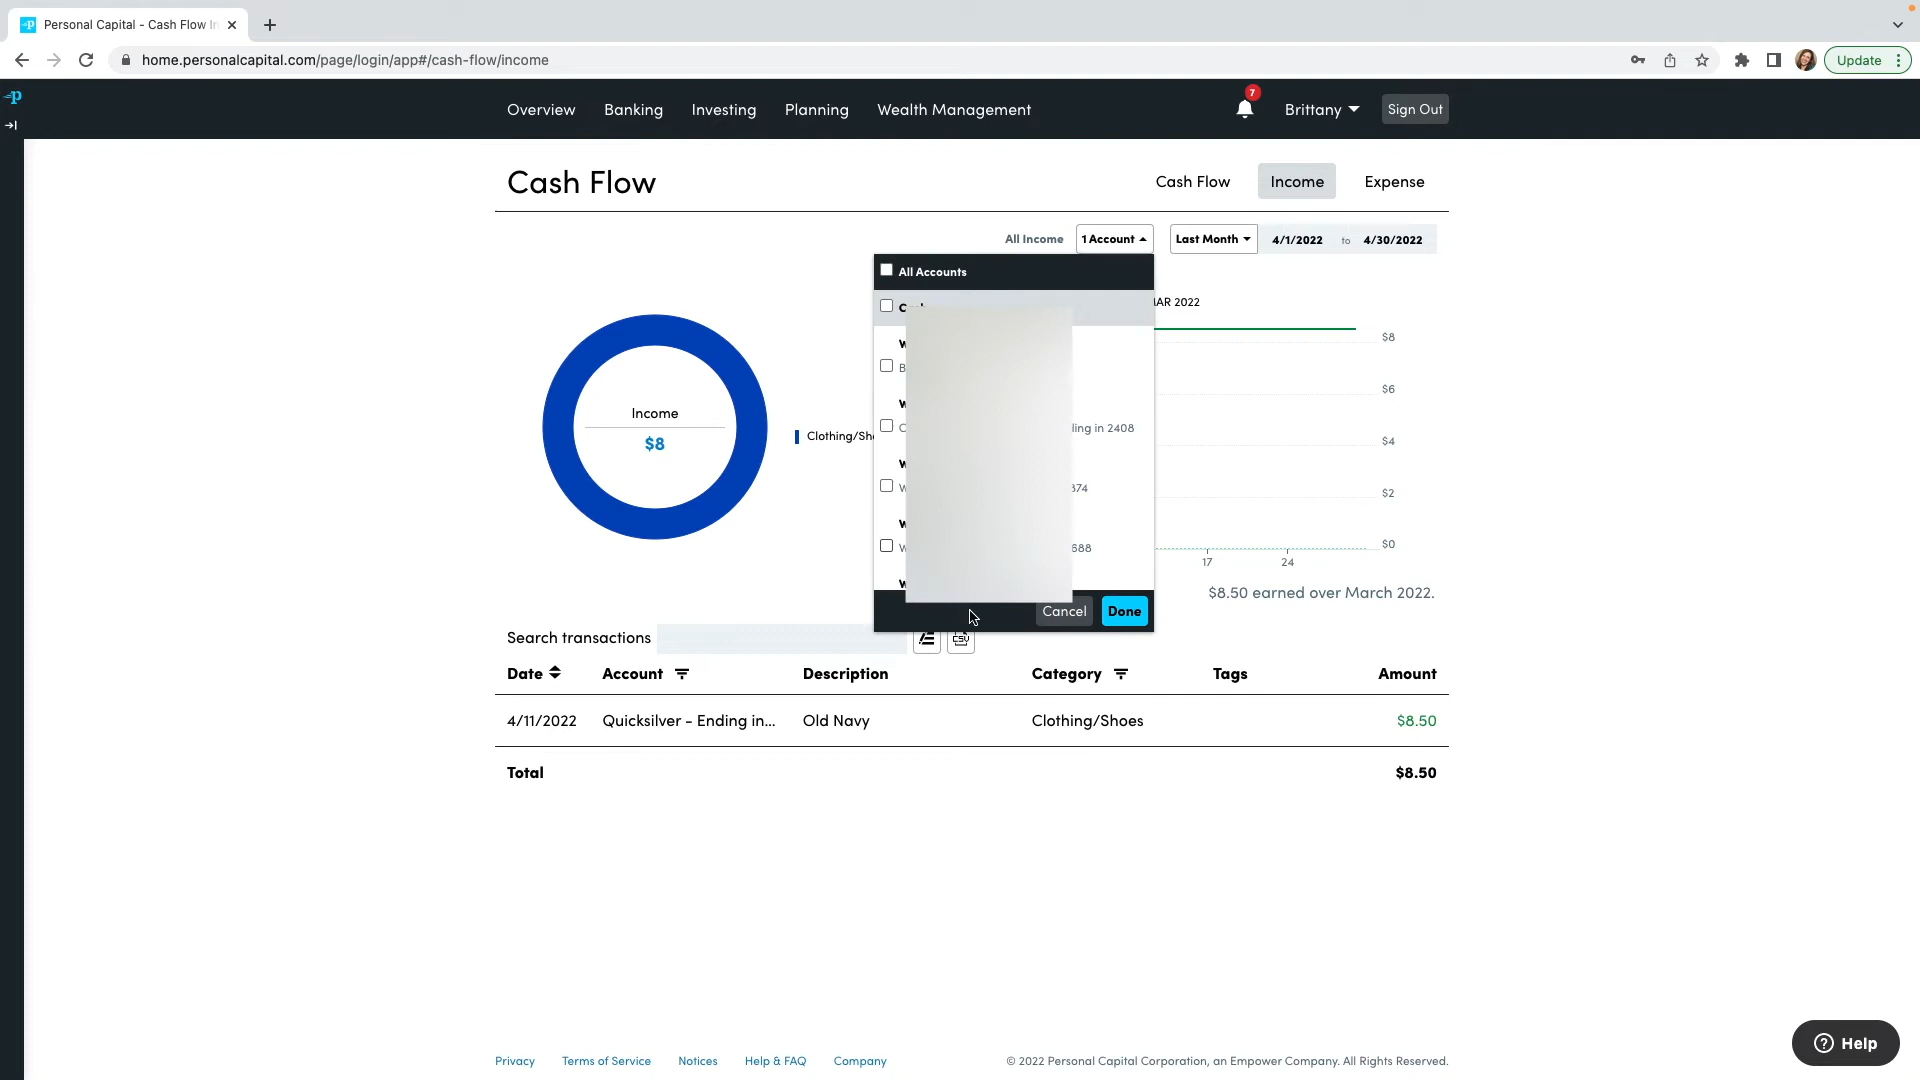 Personal Capital - Cash Flow In
home.personalcapital.com/page/login/app#/cash-flow/income
Update
Overview Banking Investing Planning Wealth Management 7 Brittany Sign Out
Cash Flow Cash Flow Income Expense
All Income 1 Account Last Month 4/1/2022 to 4/30/2022
All Accounts
MAR 2022
$8
$6
Income
$8
Clothing/Sho
ling in 2408
$4
$2
688
$0
17 24
$8.50 earned over March 2022.
Cancel Done
Search transactions CSV
Date Account Description Category Tags Amount
4/11/2022 Quicksilver - Ending in... Old Navy Clothing/Shoes $8.50
Total $8.50
Help
Privacy Terms of Service Notices Help & FAQ Company © 2022 Personal Capital Corporation, an Empower Company. All Rights Reserved.